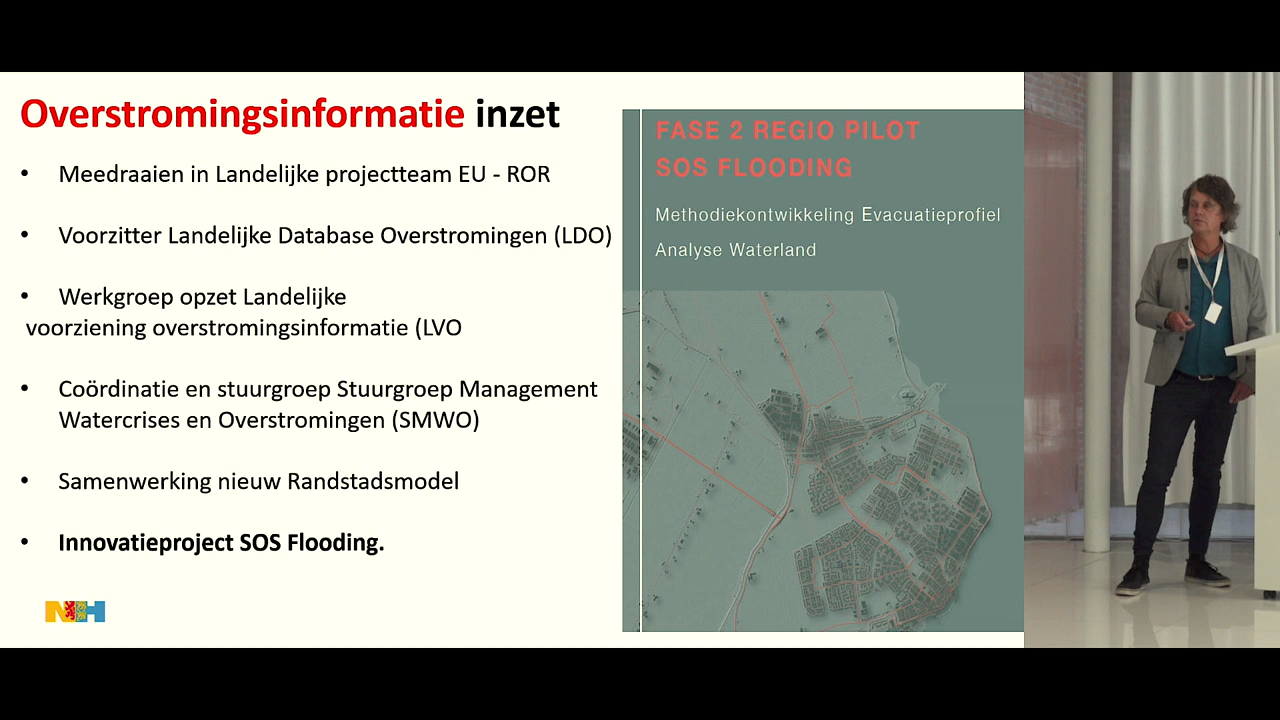 Overstromingsinformatie inzet
• Meedraaien in Landelijke projectteam EU - ROR
• Voorzitter Landelijke Database Overstromingen (LDO)
• Werkgroep opzet Landelijke
voorziening overstromingsinformatie (LVO
• Coördinatie en stuurgroep Stuurgroep Management
Watercrises en Overstromingen (SMWO)
• Samenwerking nieuw Randstadsmodel
• Innovatieproject SOS Flooding.
NH
FASE 2 REGIO PILOT
SOS FLOODING
Methodiekontwikkeling Evacuatieprofiel
Analyse Waterland